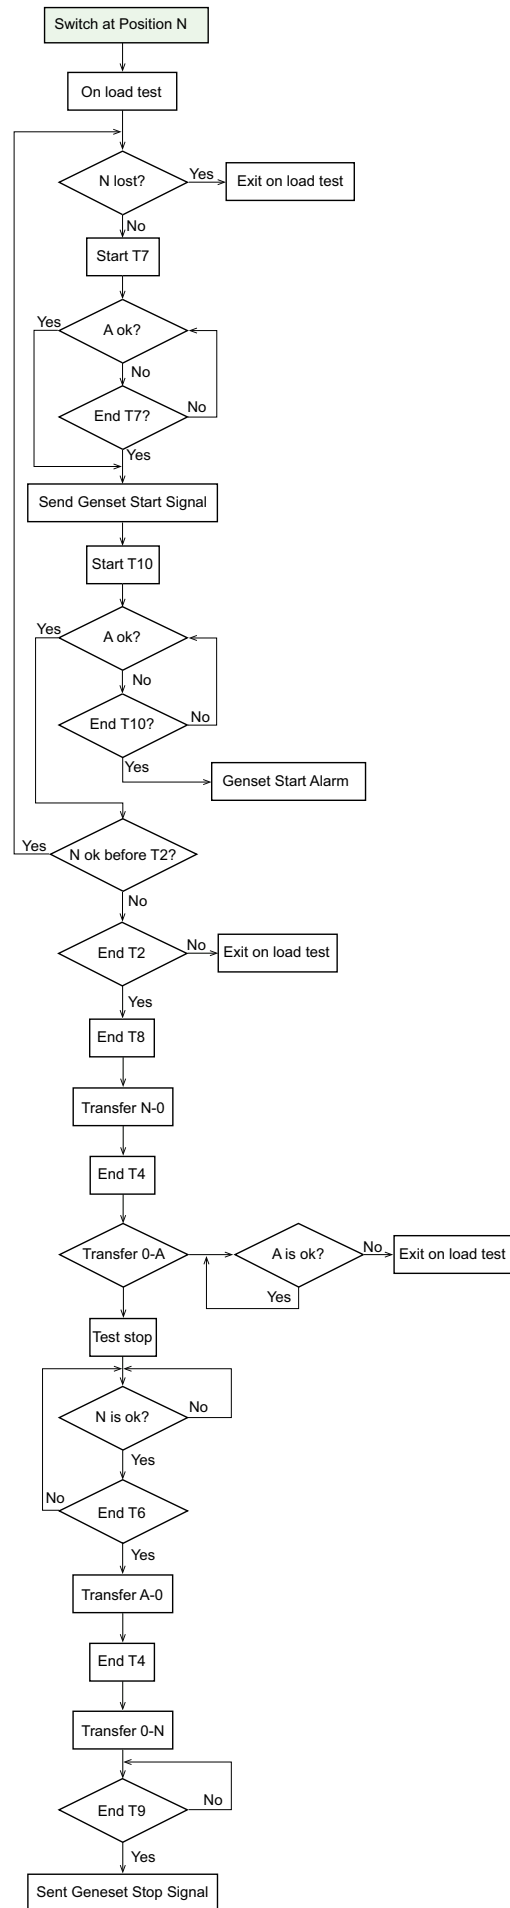 Switch at Position N
On load test
N lost?
Yes
Exit on load test
No
Start T7
Yes
A ok?
No
End T7?
No
Yes
Send Genset Start Signal
Start T10
Yes
A ok?
No
End T10?
No
Yes
Genset Start Alarm
Yes
N ok before T2?
No
End T2
No
Exit on load test
Yes
End T8
Transfer N-0
End T4
Transfer 0-A
A is ok?
No
Exit on load test
Yes
Test stop
N is ok?
No
Yes
No
End T6
Yes
Transfer A-0
End T4
Transfer 0-N
End T9
No
Yes
Sent Geneset Stop Signal